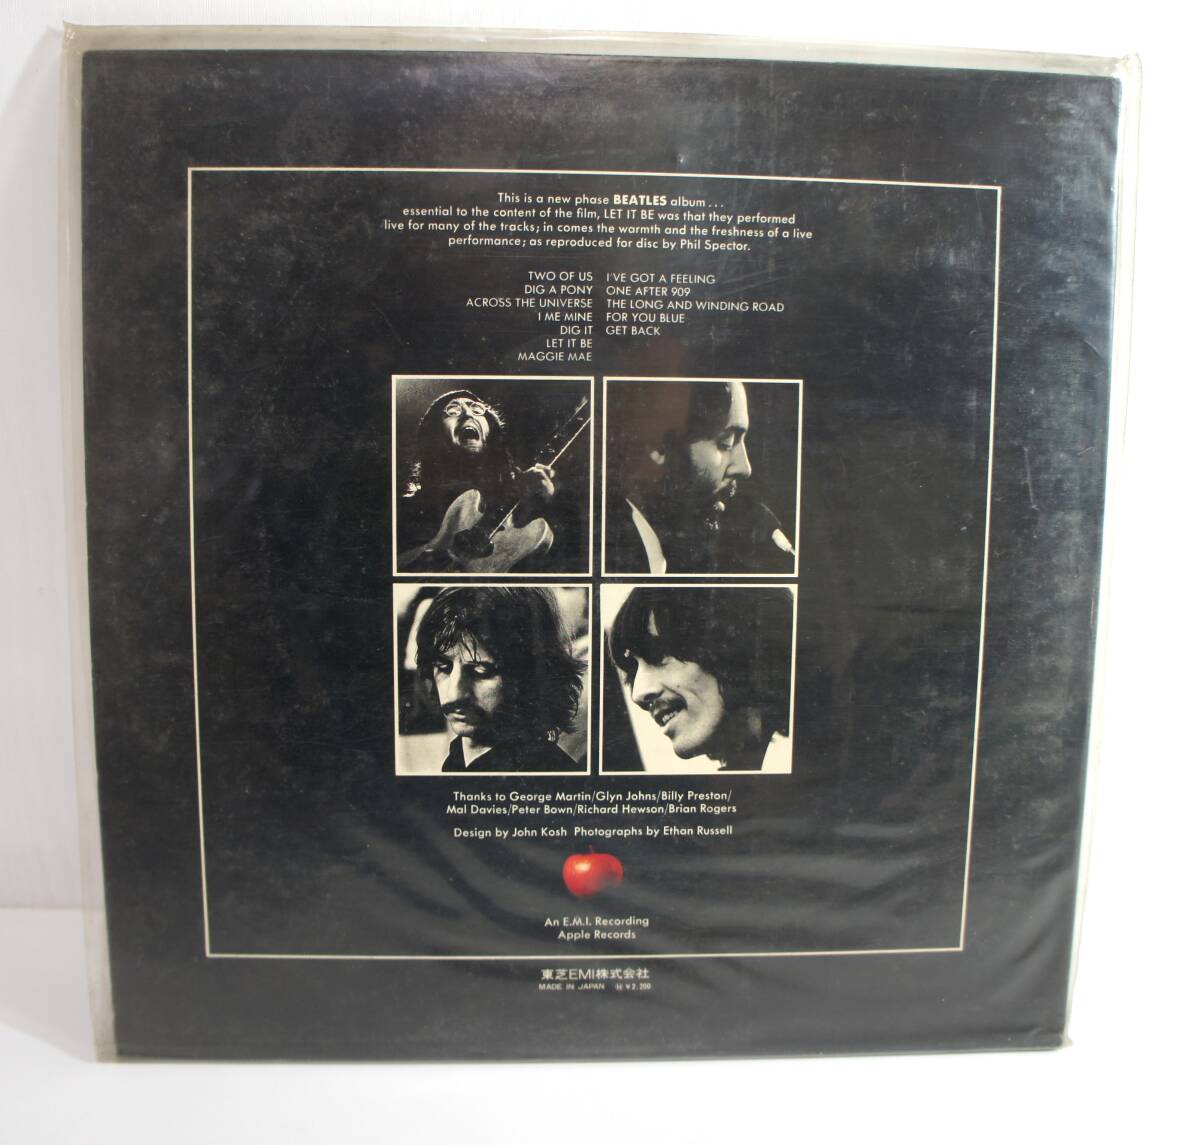 This is a new phase BEATLES album . . .
essential to the content of the film, LET IT BE was that they performed
live for many of the tracks; in comes the warmth and the freshness of a live
performance; as reproduced for disc by Phil Spector.
TWO OF US
DIG A PONY
ACROSS THE UNIVERSE
I ME MINE
DIG IT
LET IT BE
MAGGIE MAE
I'VE GOT A FEELING
ONE AFTER 909
THE LONG AND WINDING ROAD
FOR YOU BLUE
GET BACK
Thanks to George Martin/Glyn Johns/Billy Preston/
Mal Davies/Peter Bown/Richard Hewson/Brian Rogers
Design by John Kosh Photographs by Ethan Russell
An E.M.I. Recording
Apple Records
東芝EMI株式会社
MADE IN JAPAN Ⓗ ¥2,200